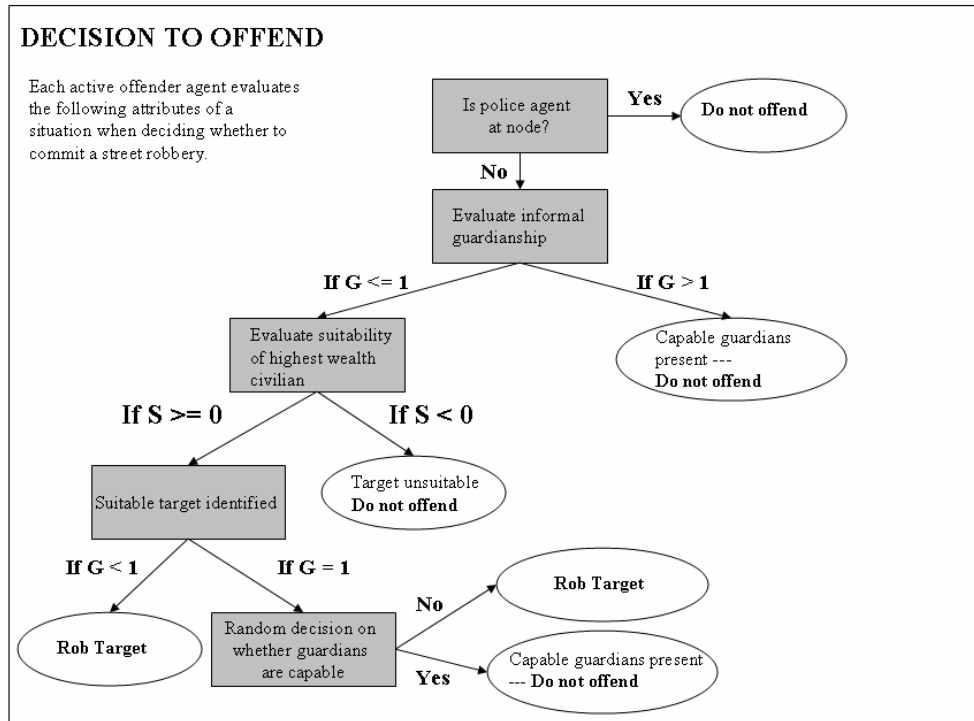 DECISION TO OFFEND
Each active offender agent evaluates
the following attributes of a
situation when deciding whether to
commit a street robbery.
Is police agent
at node?
Yes
Do not offend
No
Evaluate informal
guardianship
If G <= 1
If G > 1
Evaluate suitability
of highest wealth
civilian
Capable guardians
present ---
Do not offend
If S >= 0
If S < 0
Suitable target identified
Target unsuitable
Do not offend
If G < 1
If G = 1
Rob Target
Random decision on
whether guardians
are capable
No
Rob Target
Yes
Capable guardians present
--- Do not offend